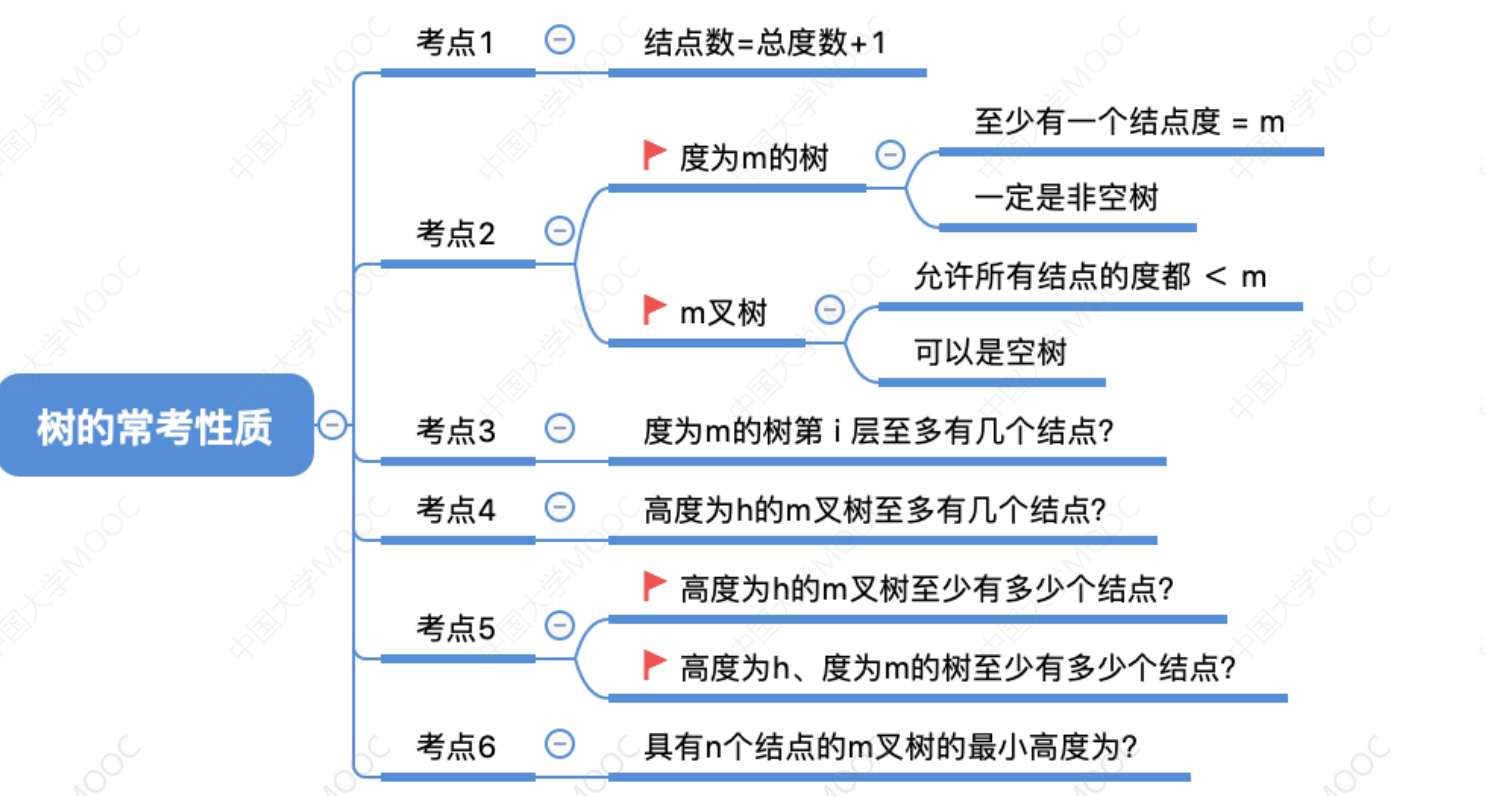 树的常考性质
考点1
结点数=总度数+1
考点2
度为m的树
至少有一个结点度 = m
一定是非空树
m叉树
允许所有结点的度都 < m
可以是空树
考点3
度为m的树第 i 层至多有几个结点?
考点4
高度为h的m叉树至多有几个结点?
考点5
高度为h的m叉树至少有多少个结点?
高度为h、度为m的树至少有多少个结点?
考点6
具有n个结点的m叉树的最小高度为?
中国大学MOOC